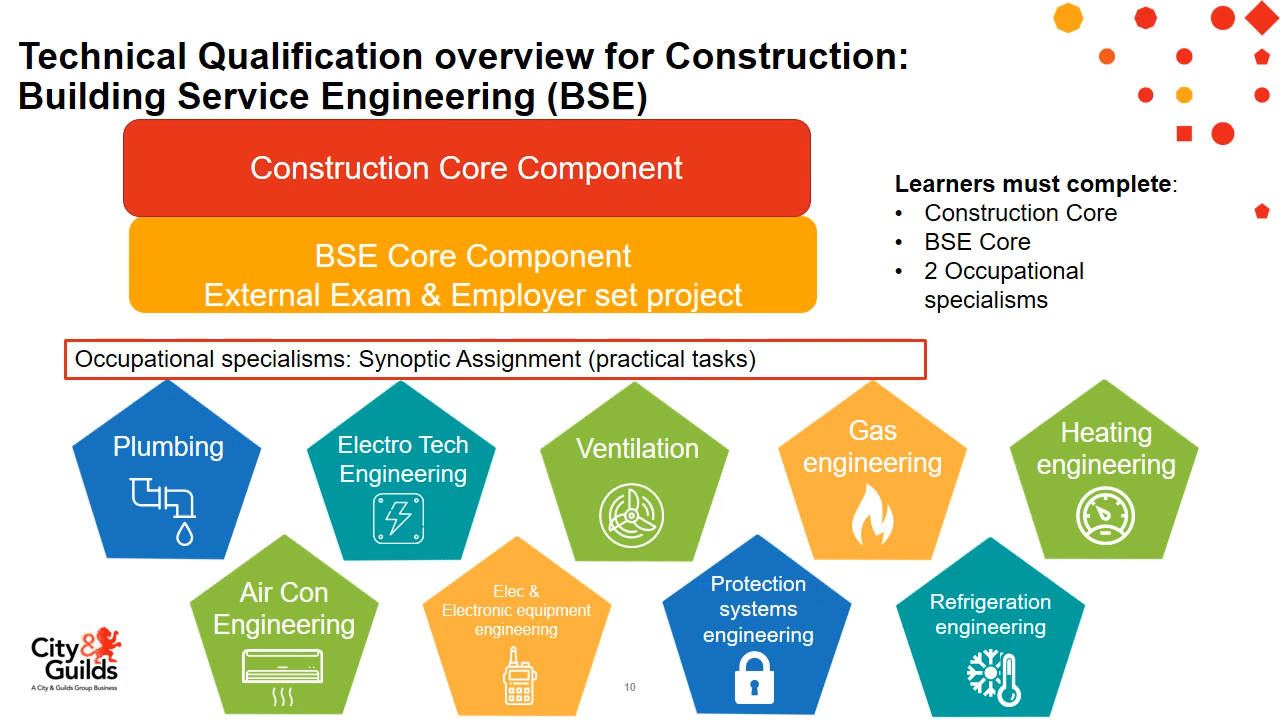 Technical Qualification overview for Construction:
Building Service Engineering (BSE)
Construction Core Component
BSE Core Component
External Exam & Employer set project
Learners must complete:
• Construction Core
• BSE Core
• 2 Occupational
specialisms
Occupational specialisms: Synoptic Assignment (practical tasks)
Plumbing
Electro Tech
Engineering
Ventilation
Gas
engineering
Heating
engineering
Air Con
Engineering
Elec &
Electronic equipment
engineering
Protection
systems
engineering
Refrigeration
engineering
City&
Guilds
A City & Guilds Group Business
10